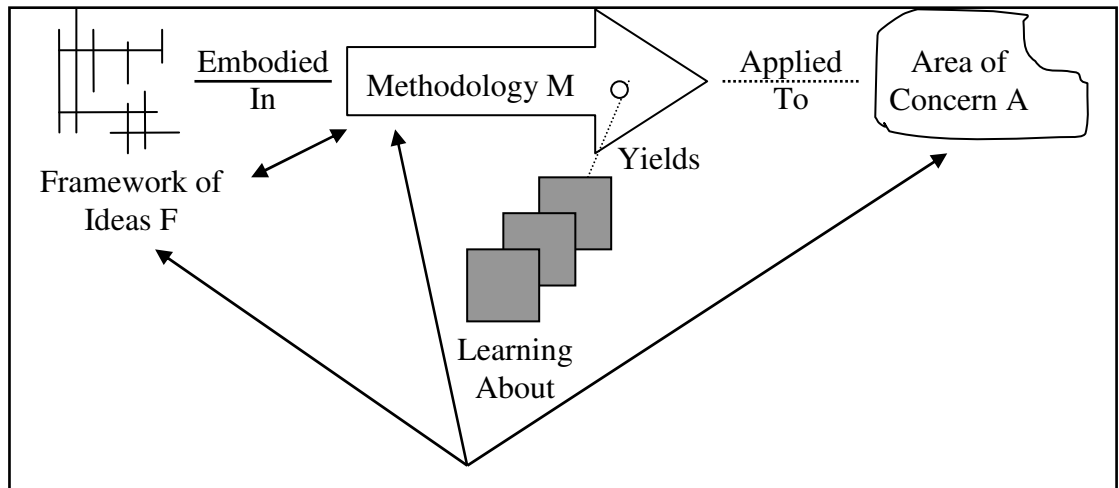 Embodied
In
Methodology M
Applied
To
Area of
Concern A
Framework of
Ideas F
Yields
Learning
About